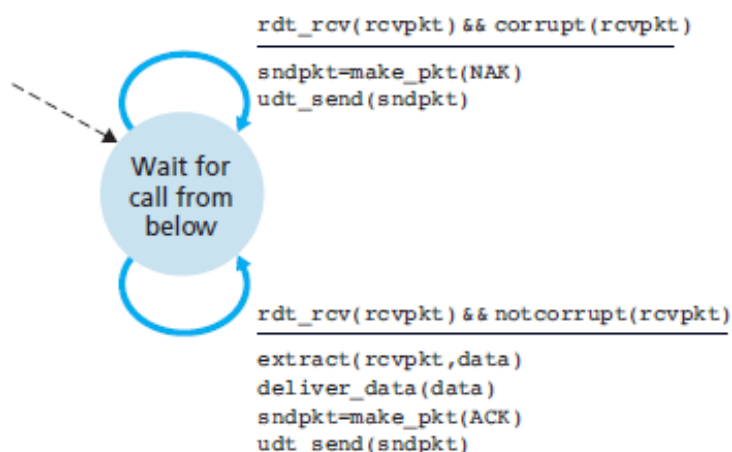 rdt_rcv(rcvpkt) && corrupt(rcvpkt)
sndpkt=make_pkt(NAK)
udt_send(sndpkt)
Wait for
call from
below
rdt_rcv(rcvpkt) && notcorrupt(rcvpkt)
extract(rcvpkt,data)
deliver_data(data)
sndpkt=make_pkt(ACK)
udt_send(sndpkt)